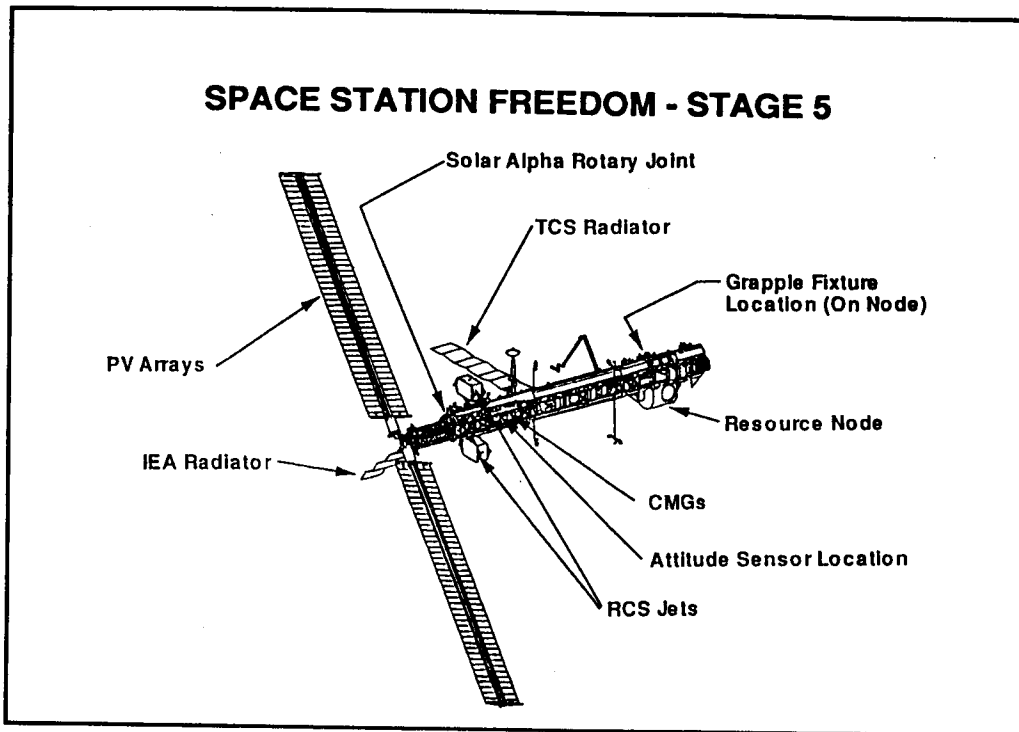 SPACE STATION FREEDOM - STAGE 5
Solar Alpha Rotary Joint
TCS Radiator
Grapple Fixture
Location (On Node)
PV Arrays
Resource Node
IEA Radiator
CMGs
Attitude Sensor Location
RCS Jets